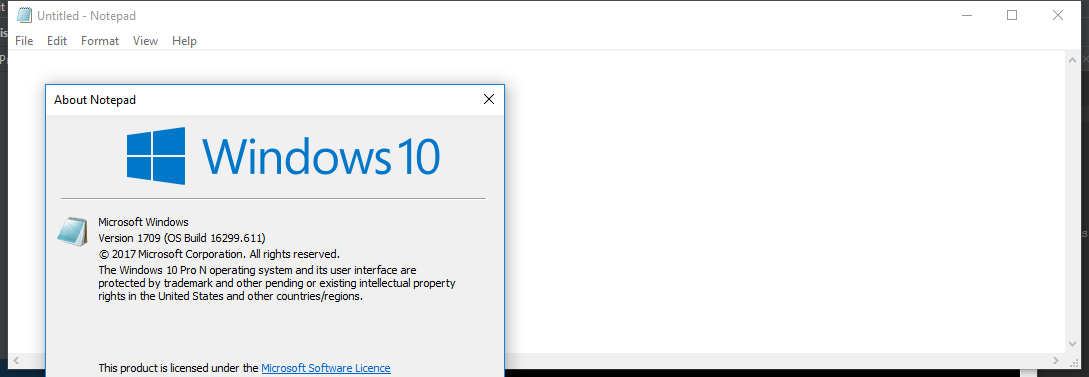 Untitled - Notepad
File Edit Format View Help
About Notepad
Windows 10
Microsoft Windows
Version 1709 (OS Build 16299.611)
© 2017 Microsoft Corporation. All rights reserved.
The Windows 10 Pro N operating system and its user interface are
protected by trademark and other pending or existing intellectual property
rights in the United States and other countries/regions.
This product is licensed under the Microsoft Software Licence